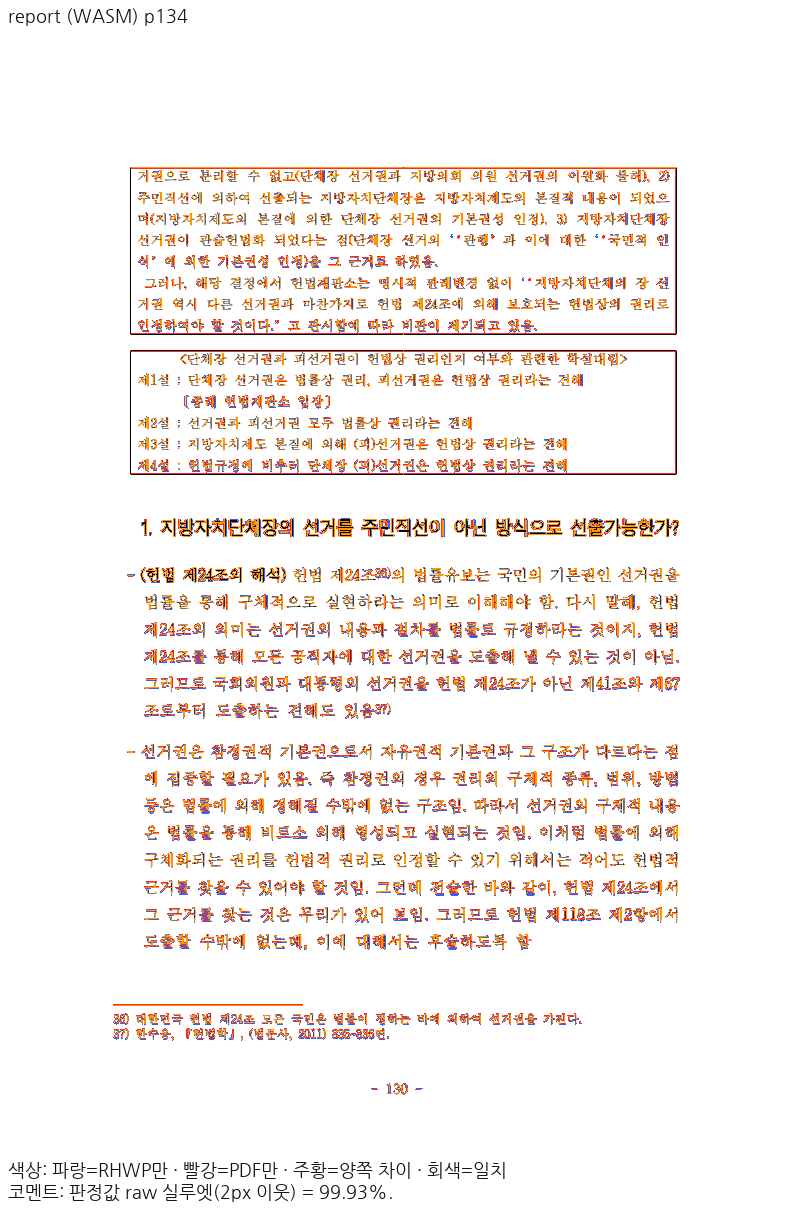 report (WASM) p134
거권으로 분리할 수 없고(단체장 선거권과 지방의회 의원 선거권의 이원화 불허), 2)
주민직선에 의하여 선출되는 지방자치단체장은 지방자치제도의 본질적 내용이 되었으
며(지방자치제도의 본질에 의한 단체장 선거권의 기본권성 인정), 3) 지방자치단체장
선거권이 관습헌법화 되었다는 점(단체장 선거의 ‘‘관행” 과 이에 대한 ‘‘국민적 인
식” 에 의한 기본권성 인정)을 그 근거로 하였음.
그러나, 해당 결정에서 헌법재판소는 명시적 판례변경 없이 ‘‘지방자치단체의 장 선
거권 역시 다른 선거권과 마찬가지로 헌법 제24조에 의해 보호되는 헌법상의 권리로
인정하여야 할 것이다.” 고 판시함에 따라 비판이 제기되고 있음.
<단체장 선거권과 피선거권이 헌법상 권리인지 여부와 관련한 학설대립>
제1설 : 단체장 선거권은 법률상 권리, 피선거권은 헌법상 권리라는 견해
[종래 헌법재판소 입장]
제2설 : 선거권과 피선거권 모두 법률상 권리라는 견해
제3설 : 지방자치제도 본질에 의해 (피)선거권은 헌법상 권리라는 견해
제4설 : 헌법규정에 비추어 단체장 (피)선거권은 헌법상 권리라는 견해
1. 지방자치단체장의 선거를 주민직선이 아닌 방식으로 선출가능한가?
- (헌법 제24조의 해석) 헌법 제24조36)의 법률유보는 국민의 기본권인 선거권을
법률을 통해 구체적으로 실현하라는 의미로 이해해야 함. 다시 말해, 헌법
제24조의 의미는 선거권의 내용과 절차를 법률로 규정하라는 것이지, 헌법
제24조를 통해 모든 공직자에 대한 선거권을 도출해 낼 수 있는 것이 아님.
그러므로 국회의원과 대통령의 선거권을 헌법 제24조가 아닌 제41조와 제67
조로부터 도출하는 견해도 있음37)
- 선거권은 참정권적 기본권으로서 자유권적 기본권과 그 구조가 다르다는 점
에 집중할 필요가 있음. 즉 참정권의 경우 권리의 구체적 종류, 범위, 방법
등은 법률에 의해 정해질 수밖에 없는 구조임. 따라서 선거권의 구체적 내용
은 법률을 통해 비로소 의해 형성되고 실현되는 것임. 이처럼 법률에 의해
구체화되는 권리를 헌법적 권리로 인정할 수 있기 위해서는 적어도 헌법적
근거를 찾을 수 있어야 할 것임. 그런데 전술한 바와 같이, 헌법 제24조에서
그 근거를 찾는 것은 무리가 있어 보임. 그러므로 헌법 제118조 제2항에서
도출할 수밖에 없는데, 이에 대해서는 후술하도록 함
36) 대한민국 헌법 제24조 모든 국민은 법률이 정하는 바에 의하여 선거권을 가진다.
37) 한수웅, 『헌법학』, (법문사, 2011) 835-836면.
- 130 -
색상: 파랑=RHWP만 · 빨강=PDF만 · 주황=양쪽 차이 · 회색=일치
코멘트: 판정값 raw 실루엣(2px 이웃) = 99.93%.